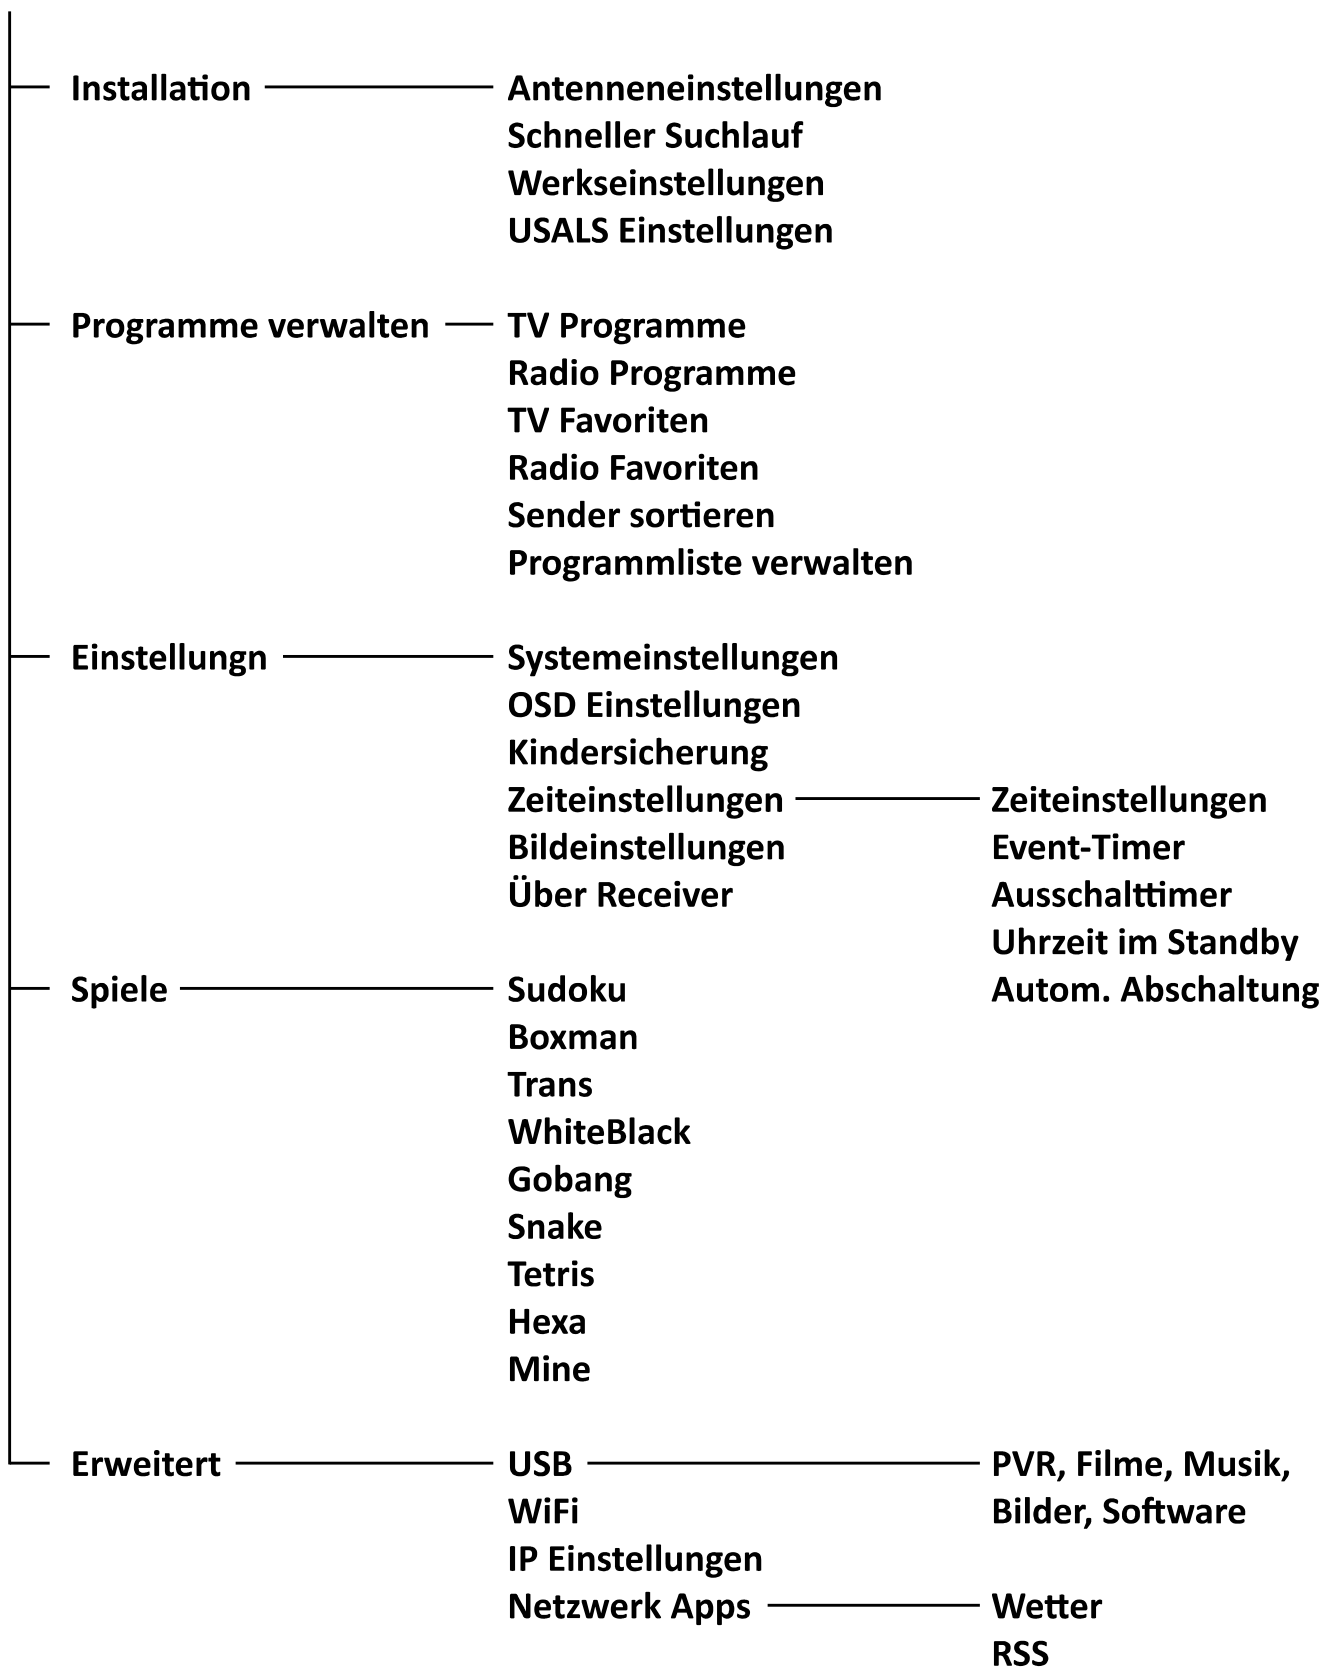 Installation Antenneneinstellungen
Schneller Suchlauf
Werkseinstellungen
USALS Einstellungen
Programme verwalten TV Programme
Radio Programme
TV Favoriten
Radio Favoriten
Sender sortieren
Programmliste verwalten
Einstellungn Systemeinstellungen
OSD Einstellungen
Kindersicherung
Zeiteinstellungen Zeiteinstellungen
Bildeinstellungen Event-Timer
Über Receiver Ausschalttimer
Uhrzeit im Standby
Spiele Sudoku Autom. Abschaltung
Boxman
Trans
WhiteBlack
Gobang
Snake
Tetris
Hexa
Mine
Erweitert USB PVR, Filme, Musik,
WiFi Bilder, Software
IP Einstellungen
Netzwerk Apps Wetter
RSS